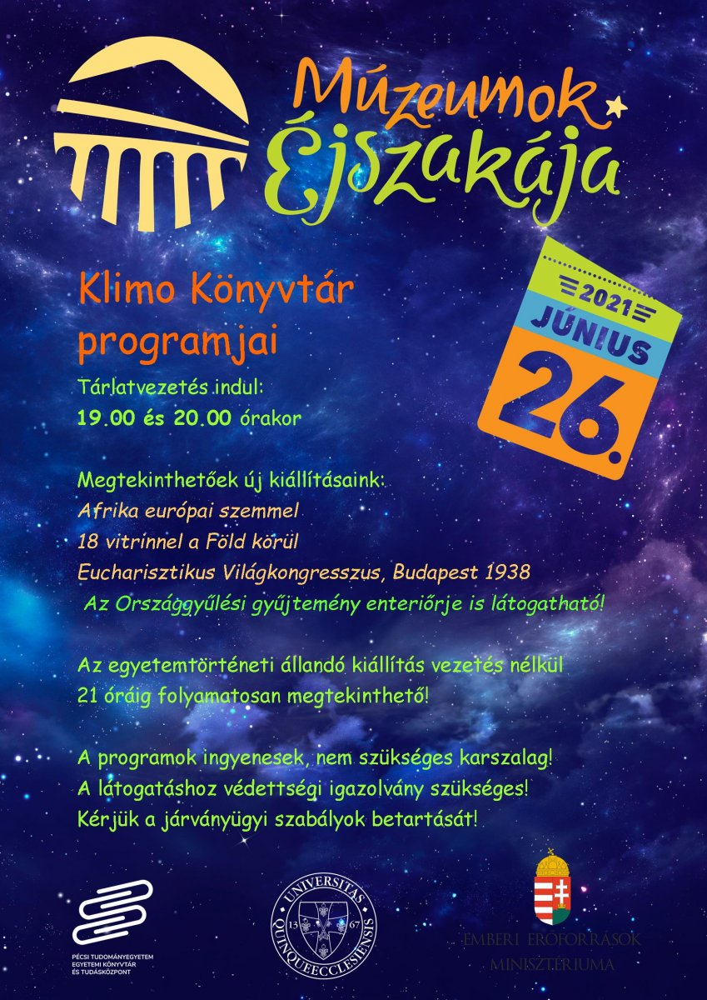 Múzeumok
Éjszakája
2021
JÚNIUS
26.
Klimo Könyvtár
programjai
Tárlatvezetés indul:
19.00 és 20.00 órakor
Megtekinthetőek új kiállításaink:
Afrika európai szemmel
18 vitrinnel a Föld körül
Eucharisztikus Világkongresszus, Budapest 1938
Az Országgyűlési gyűjtemény enteriőrje is látogatható!
Az egyetemtörténeti állandó kiállítás vezetés nélkül
21 óráig folyamatosan megtekinthető!
A programok ingyenesek, nem szükséges karszalag!
A látogatáshoz védettségi igazolvány szükséges!
Kérjük a járványügyi szabályok betartását!
PÉCSI TUDOMÁNYEGYETEM
EGYETEMI KÖNYVTÁR
ÉS TUDÁSKÖZPONT
UNIVERSITAS
13 67
QUINQUEECCLESIENSIS
EMBERI ERŐFORRÁSOK
MINISZTÉRIUMA